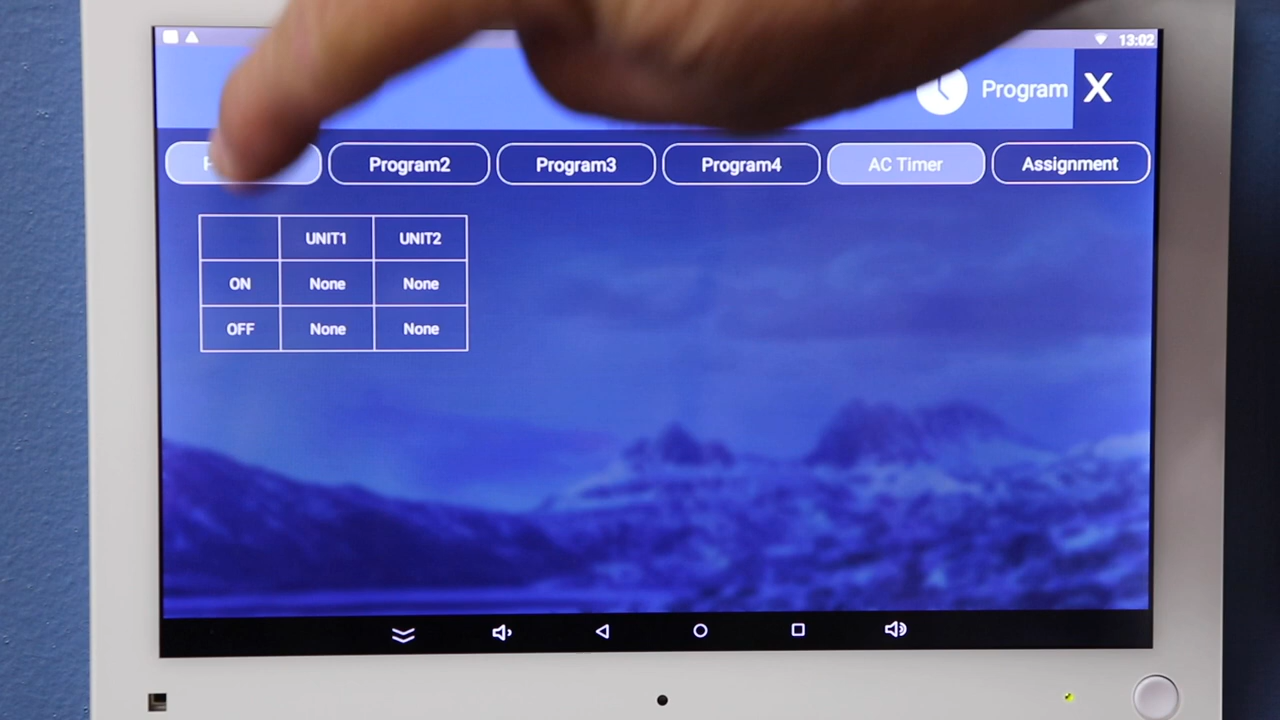 13:02
Program
Program2
Program3
Program4
AC Timer
Assignment
UNIT1 UNIT2
ON None None
OFF None None